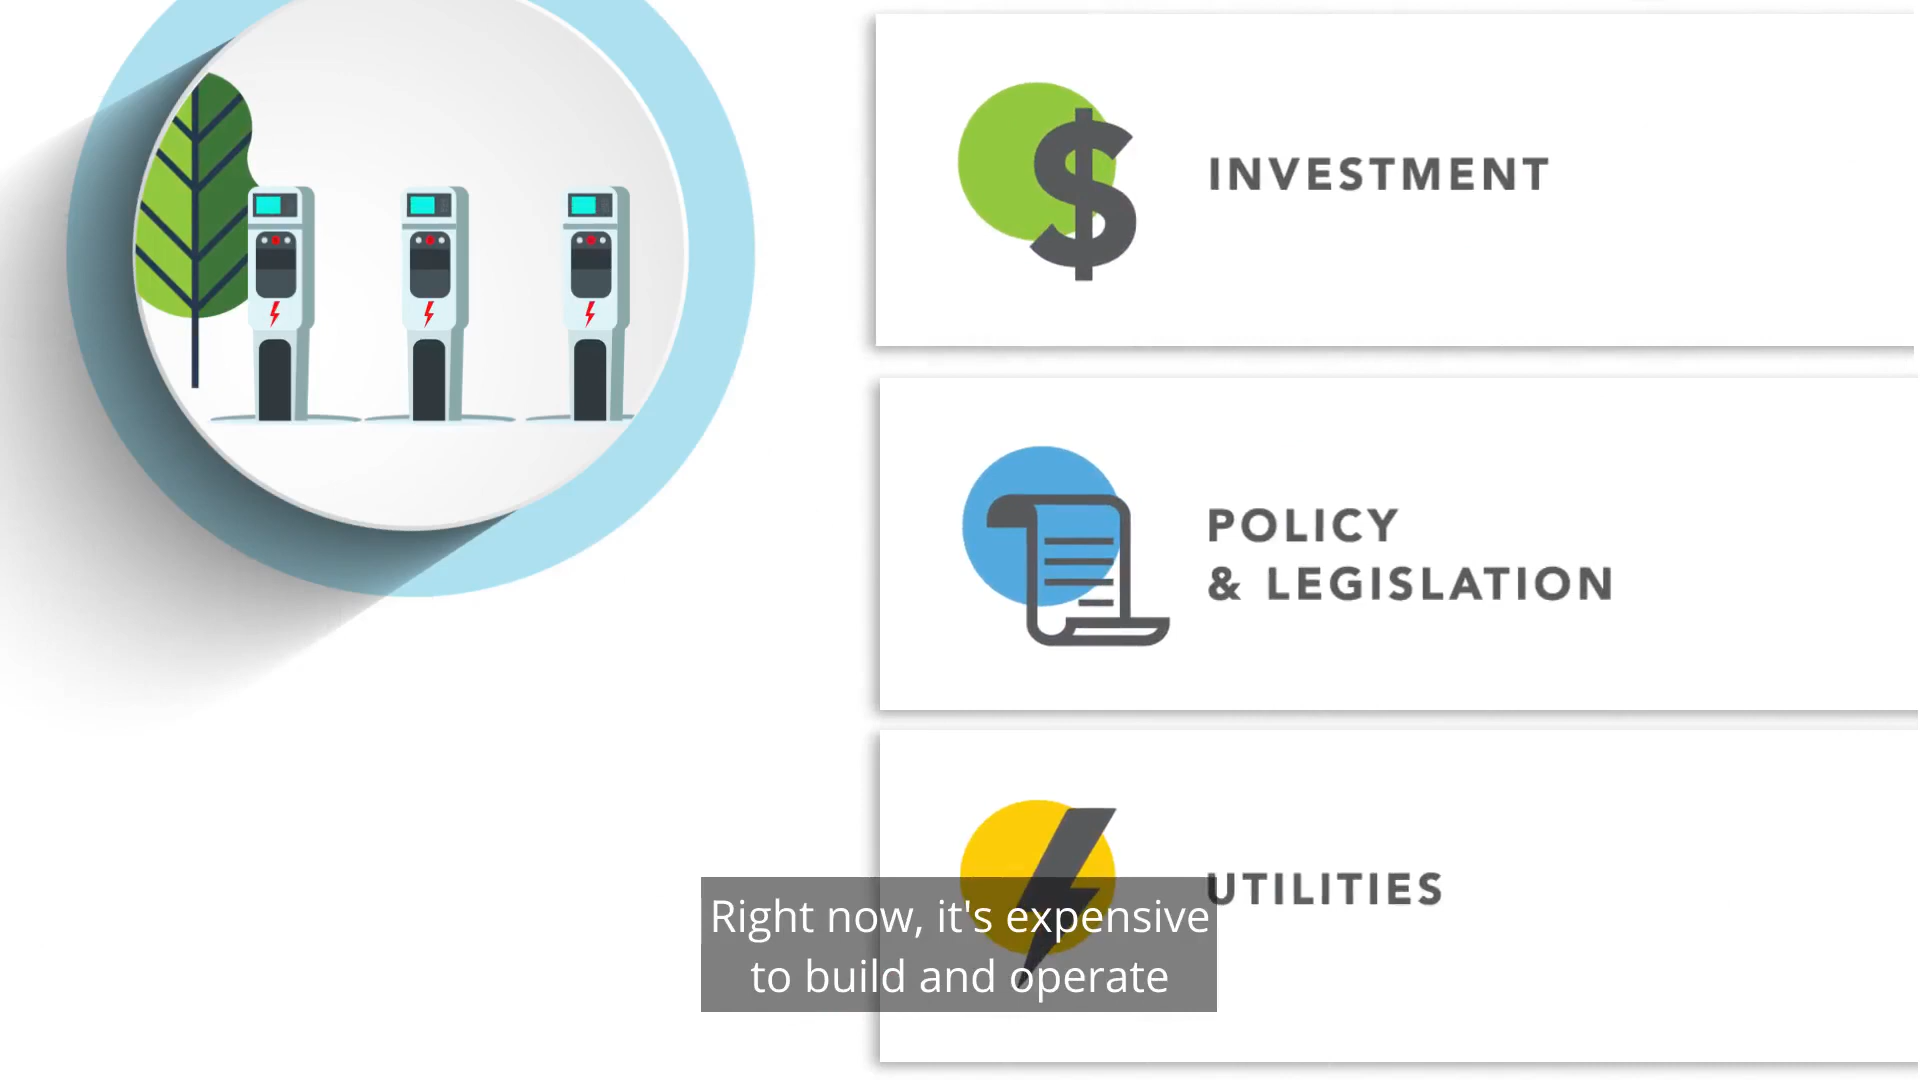 INVESTMENT
POLICY
& LEGISLATION
UTILITIES
Right now, it's expensive
to build and operate